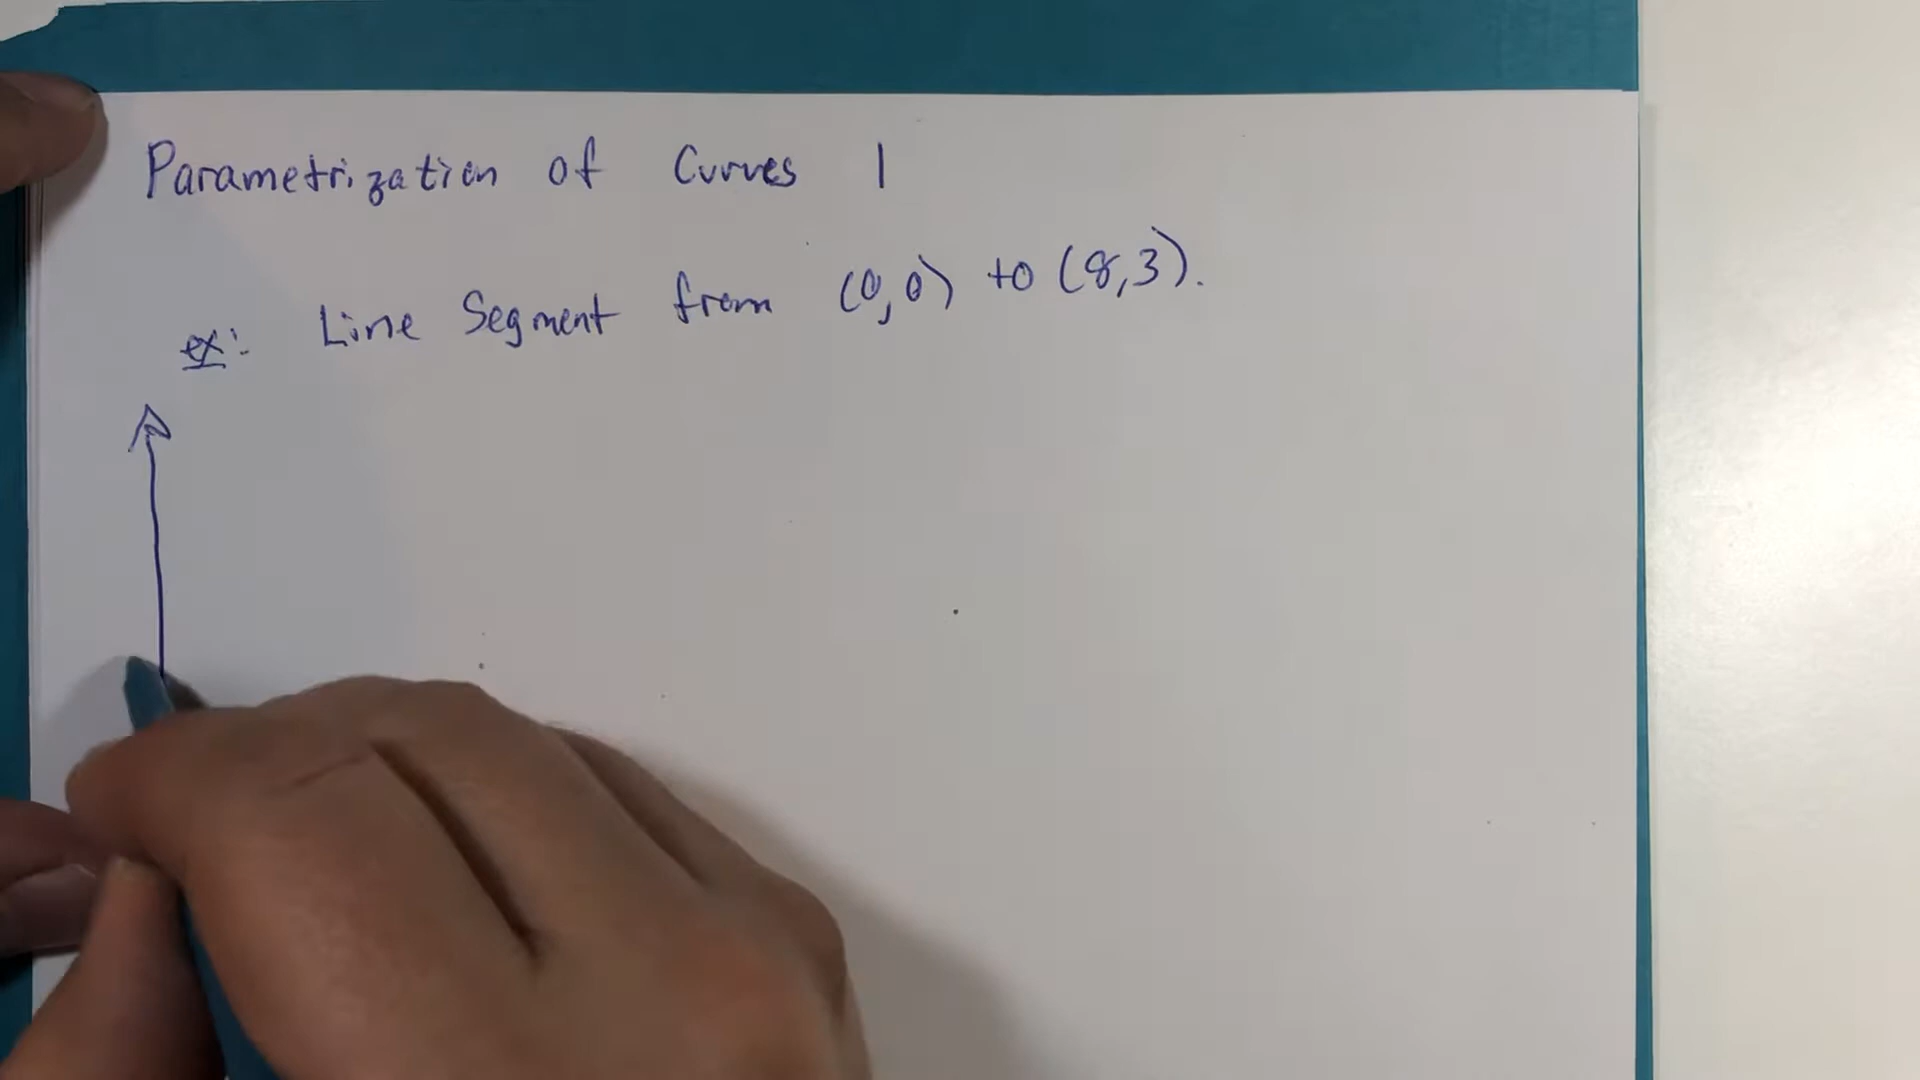 Parametrization of Curves 1
ex: Line Segment from (0,0) to (8,3).